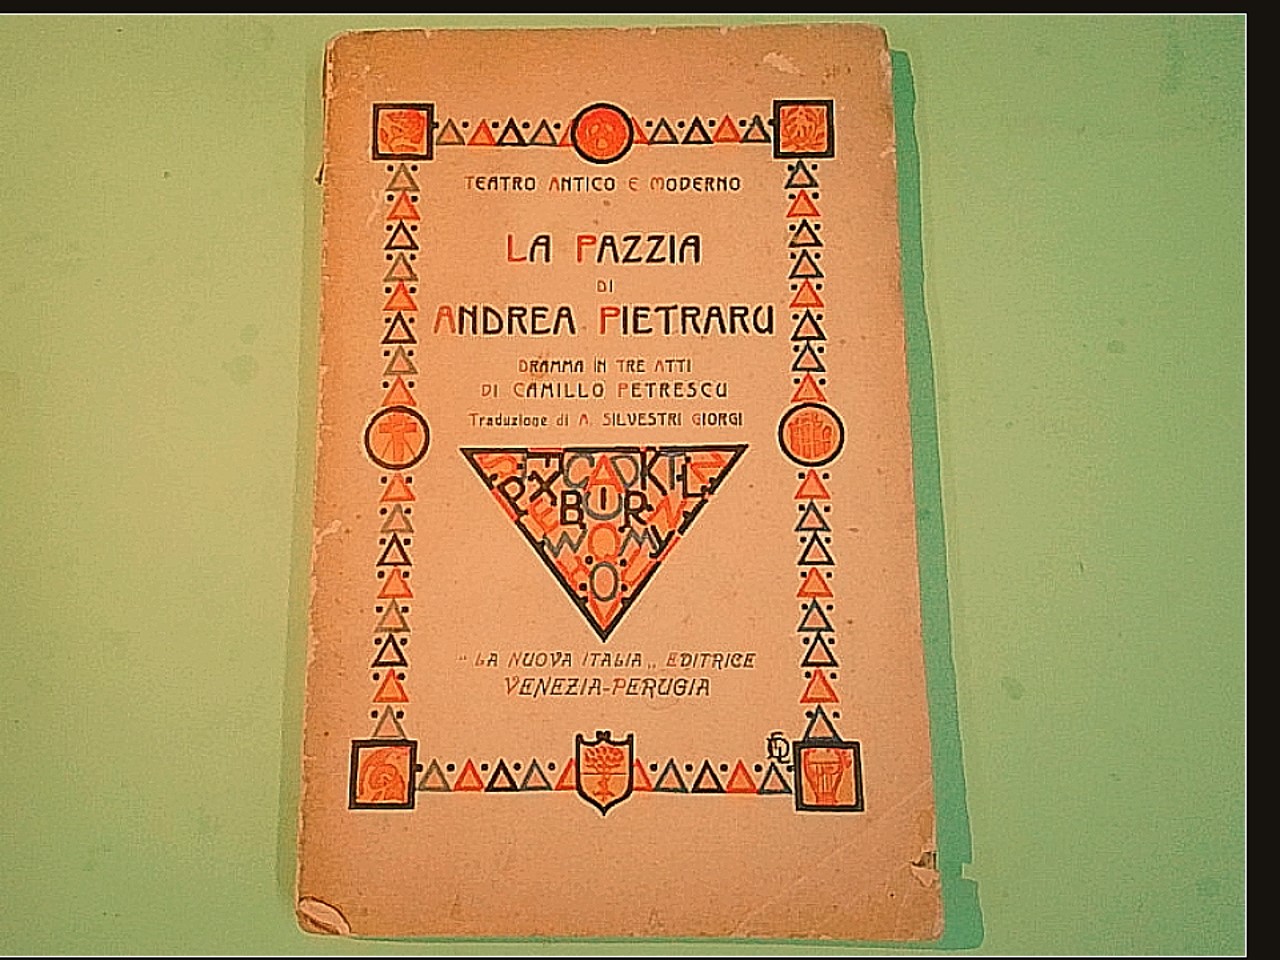 TEATRO ANTICO E MODERNO
LA PAZZIA
DI
ANDREA PIETRARU
DRAMMA IN TRE ATTI
DI CAMILLO PETRESCU
Traduzione di A. SILVESTRI GIORGI
"LA NUOVA ITALIA„ EDITRICE
VENEZIA-PERUGIA